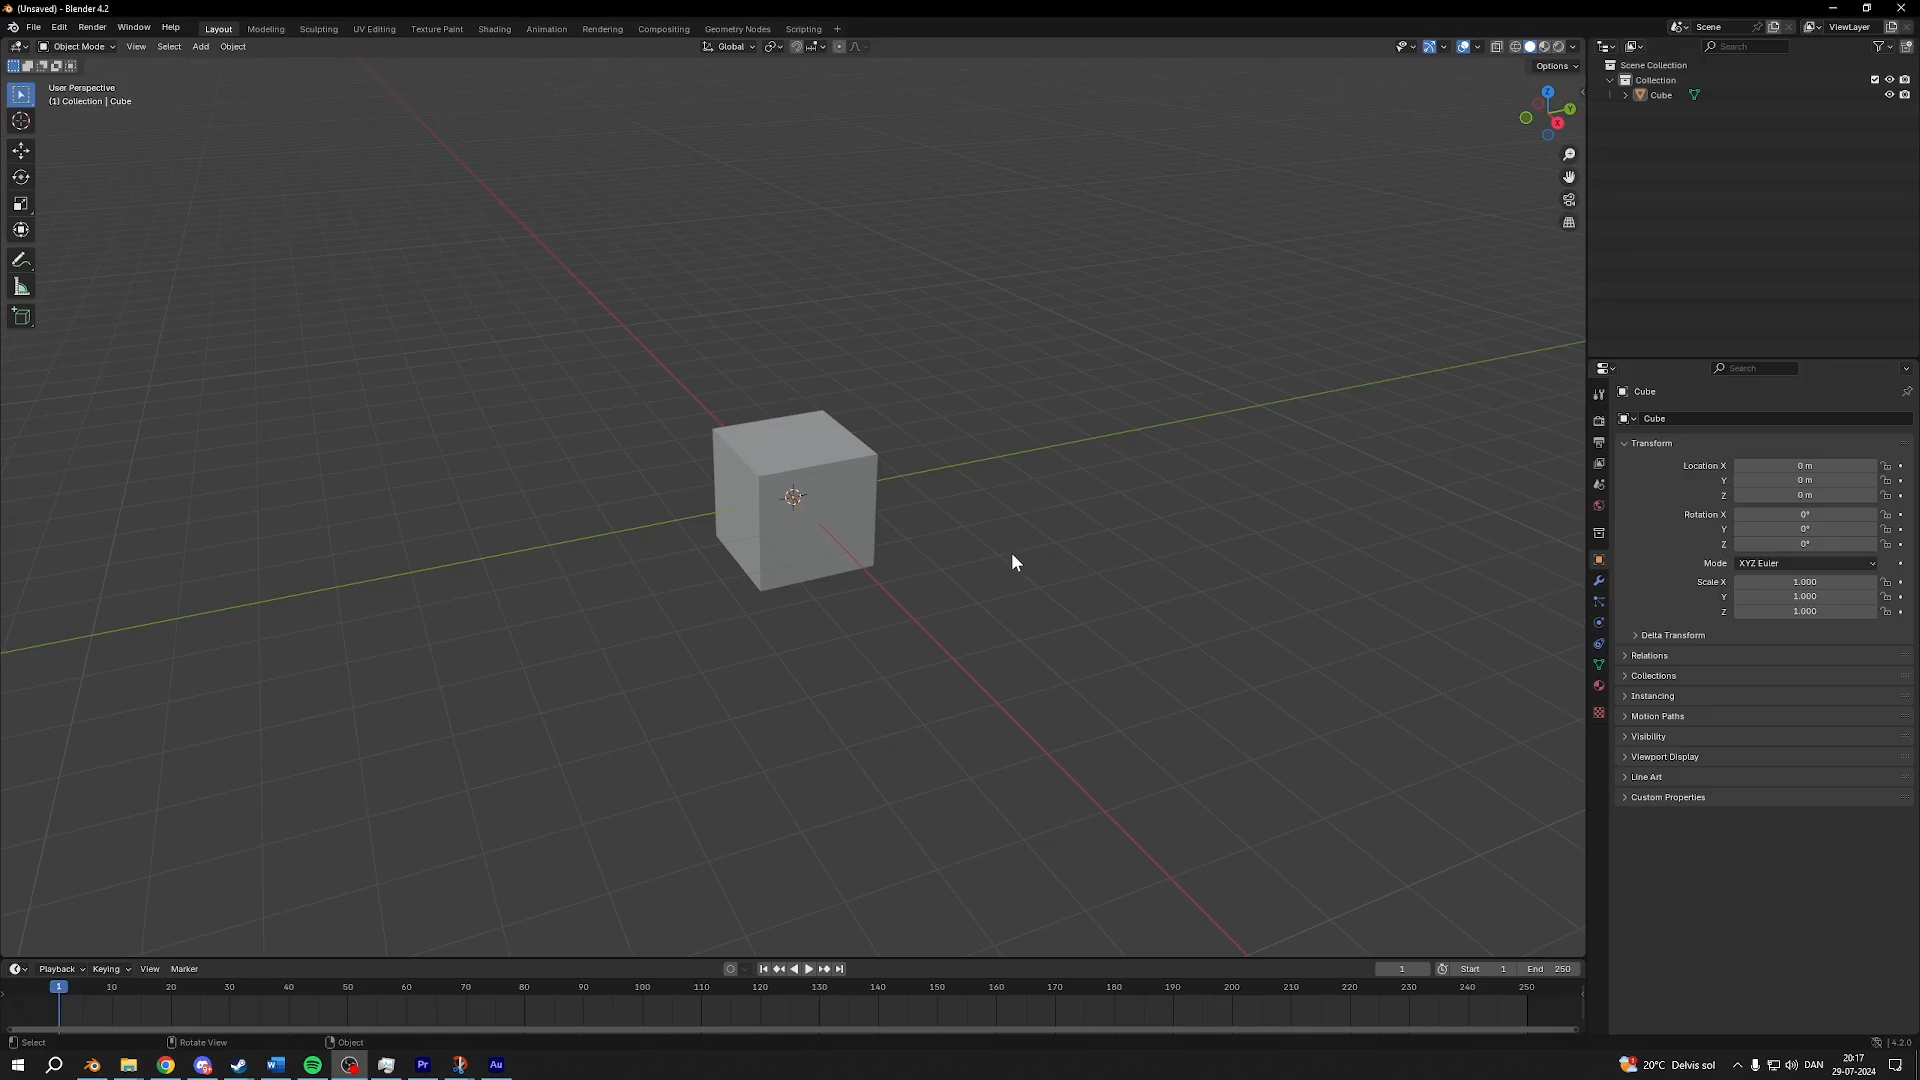 (Unsaved) - Blender 4.2
File Edit Render Window Help
Layout Modeling Sculpting UV Editing Texture Paint Shading Animation Rendering Compositing Geometry Nodes Scripting +
Scene
ViewLayer
Object Mode View Select Add Object
Global
Search
Options
User Perspective
(1) Collection | Cube
Z
Y
X
Scene Collection
Collection
Cube
Search
Cube
Cube
Transform
Location X 0 m
Y 0 m
Z 0 m
Rotation X 0°
Y 0°
Z 0°
Mode XYZ Euler
Scale X 1.000
Y 1.000
Z 1.000
Delta Transform
Relations
Collections
Instancing
Motion Paths
Visibility
Viewport Display
Line Art
Custom Properties
Playback Keying View Marker
1 Start 1 End 250
1 10 20 30 40 50 60 70 80 90 100 110 120 130 140 150 160 170 180 190 200 210 220 230 240 250
Select Rotate View Object
4.2.0
Pr
Au
20°C Delvis sol
DAN
20:17
29-07-2024